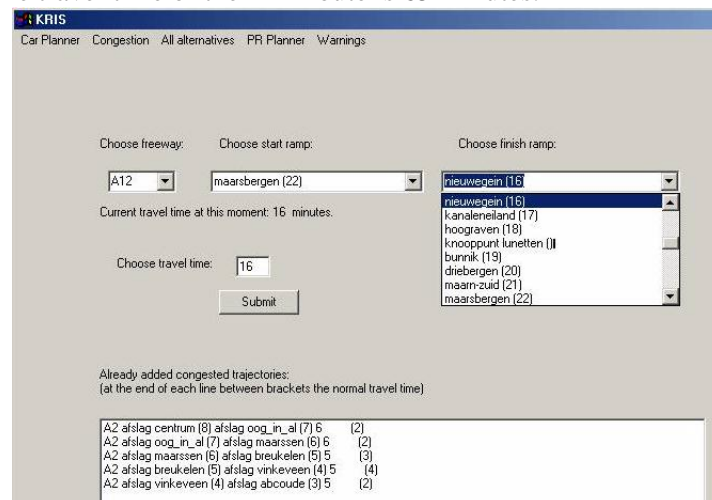 KRIS
Car Planner Congestion All alternatives PR Planner Warnings
Choose freeway: Choose start ramp: Choose finish ramp:
A12 maarsbergen (22) nieuwegein (16)
Current travel time at this moment: 16 minutes.
nieuwegein (16)
kanaleneiland (17)
hoograven (18)
knooppunt lunetten ()
bunnik (19)
driebergen (20)
maarn-zuid (21)
maarsbergen (22)
Choose travel time: 16
Submit
Already added congested trajectories:
(at the end of each line between brackets the normal travel time)
A2 afslag centrum (8) afslag oog_in_al (7) 6 (2)
A2 afslag oog_in_al (7) afslag maarssen (6) 6 (2)
A2 afslag maarssen (6) afslag breukelen (5) 5 (3)
A2 afslag breukelen (5) afslag vinkeveen (4) 5 (4)
A2 afslag vinkeveen (4) afslag abcoude (3) 5 (2)